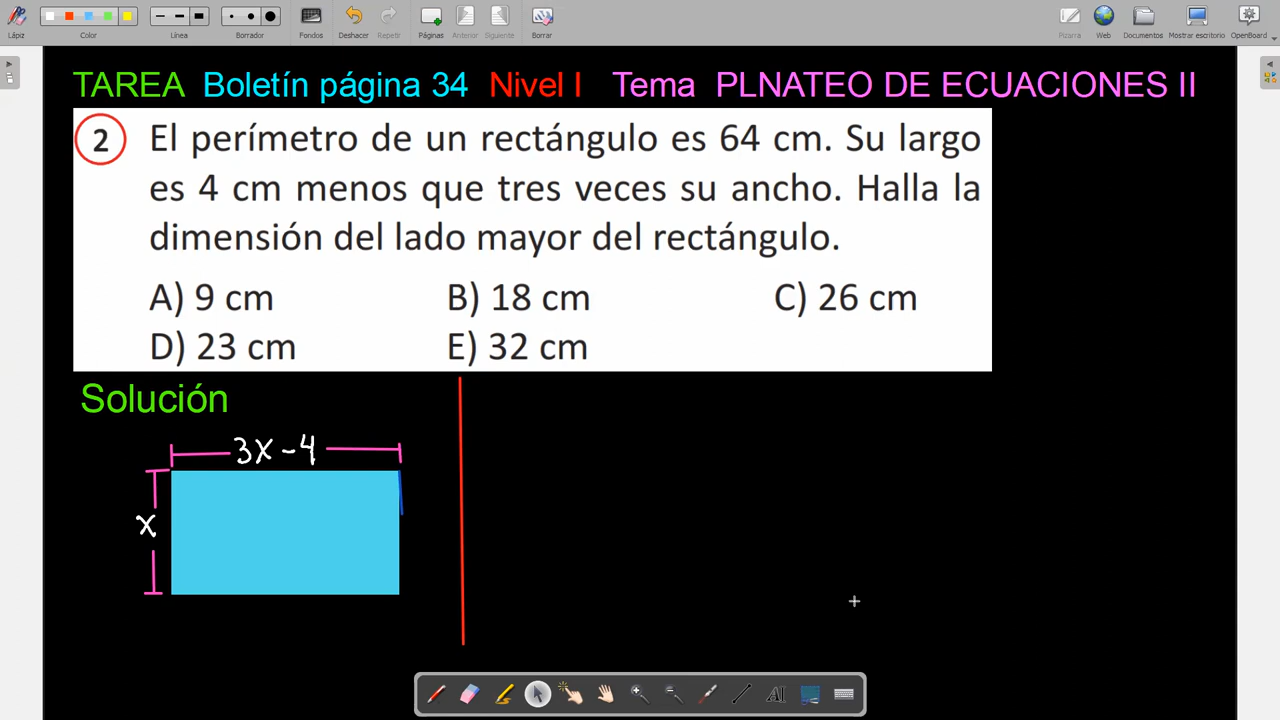 Lápiz Color Línea Borrador Fondos Deshacer Repetir Páginas Anterior Siguiente Borrar Pizarra Web Documentos Mostrar escritorio OpenBoard
TAREA Boletín página 34 Nivel I Tema PLNATEO DE ECUACIONES II
2 El perímetro de un rectángulo es 64 cm. Su largo
es 4 cm menos que tres veces su ancho. Halla la
dimensión del lado mayor del rectángulo.
A) 9 cm B) 18 cm C) 26 cm
D) 23 cm E) 32 cm
Solución
3x-4
x
AI